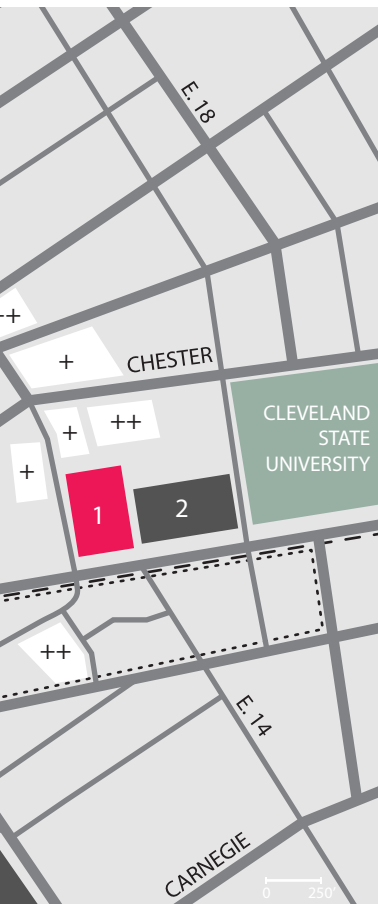 E. 18
++
+
CHESTER
+
++
+
CLEVELAND
STATE
UNIVERSITY
1
2
++
E. 14
CARNEGIE
0 250'